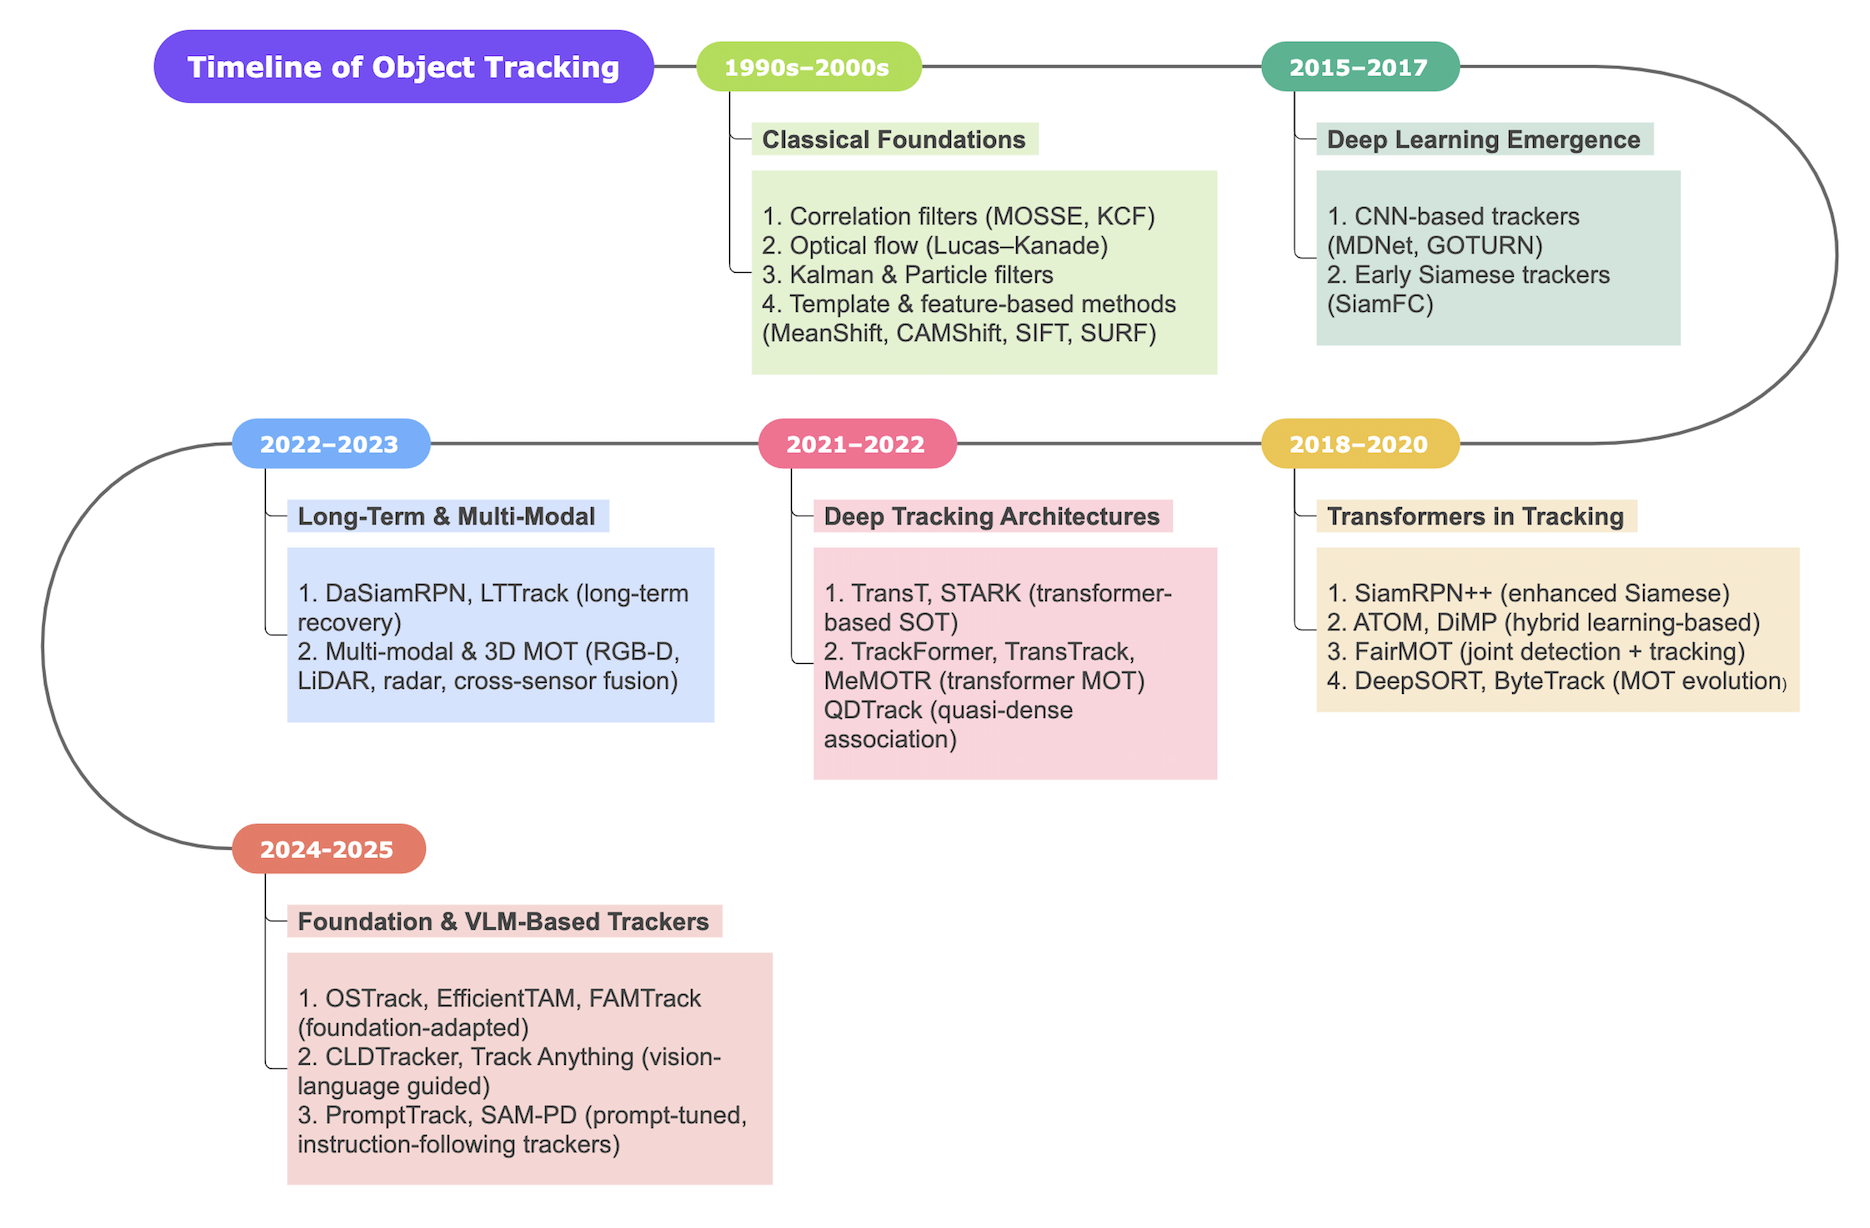 Timeline of Object Tracking
1990s–2000s
Classical Foundations
1. Correlation filters (MOSSE, KCF)
2. Optical flow (Lucas–Kanade)
3. Kalman & Particle filters
4. Template & feature-based methods
(MeanShift, CAMShift, SIFT, SURF)
2015–2017
Deep Learning Emergence
1. CNN-based trackers
(MDNet, GOTURN)
2. Early Siamese trackers
(SiamFC)
2018–2020
Transformers in Tracking
1. SiamRPN++ (enhanced Siamese)
2. ATOM, DiMP (hybrid learning-based)
3. FairMOT (joint detection + tracking)
4. DeepSORT, ByteTrack (MOT evolution)
2021–2022
Deep Tracking Architectures
1. TransT, STARK (transformer-
based SOT)
2. TrackFormer, TransTrack,
MeMOTR (transformer MOT)
QDTrack (quasi-dense
association)
2022–2023
Long-Term & Multi-Modal
1. DaSiamRPN, LTTrack (long-term
recovery)
2. Multi-modal & 3D MOT (RGB-D,
LiDAR, radar, cross-sensor fusion)
2024-2025
Foundation & VLM-Based Trackers
1. OSTrack, EfficientTAM, FAMTrack
(foundation-adapted)
2. CLDTracker, Track Anything (vision-
language guided)
3. PromptTrack, SAM-PD (prompt-tuned,
instruction-following trackers)